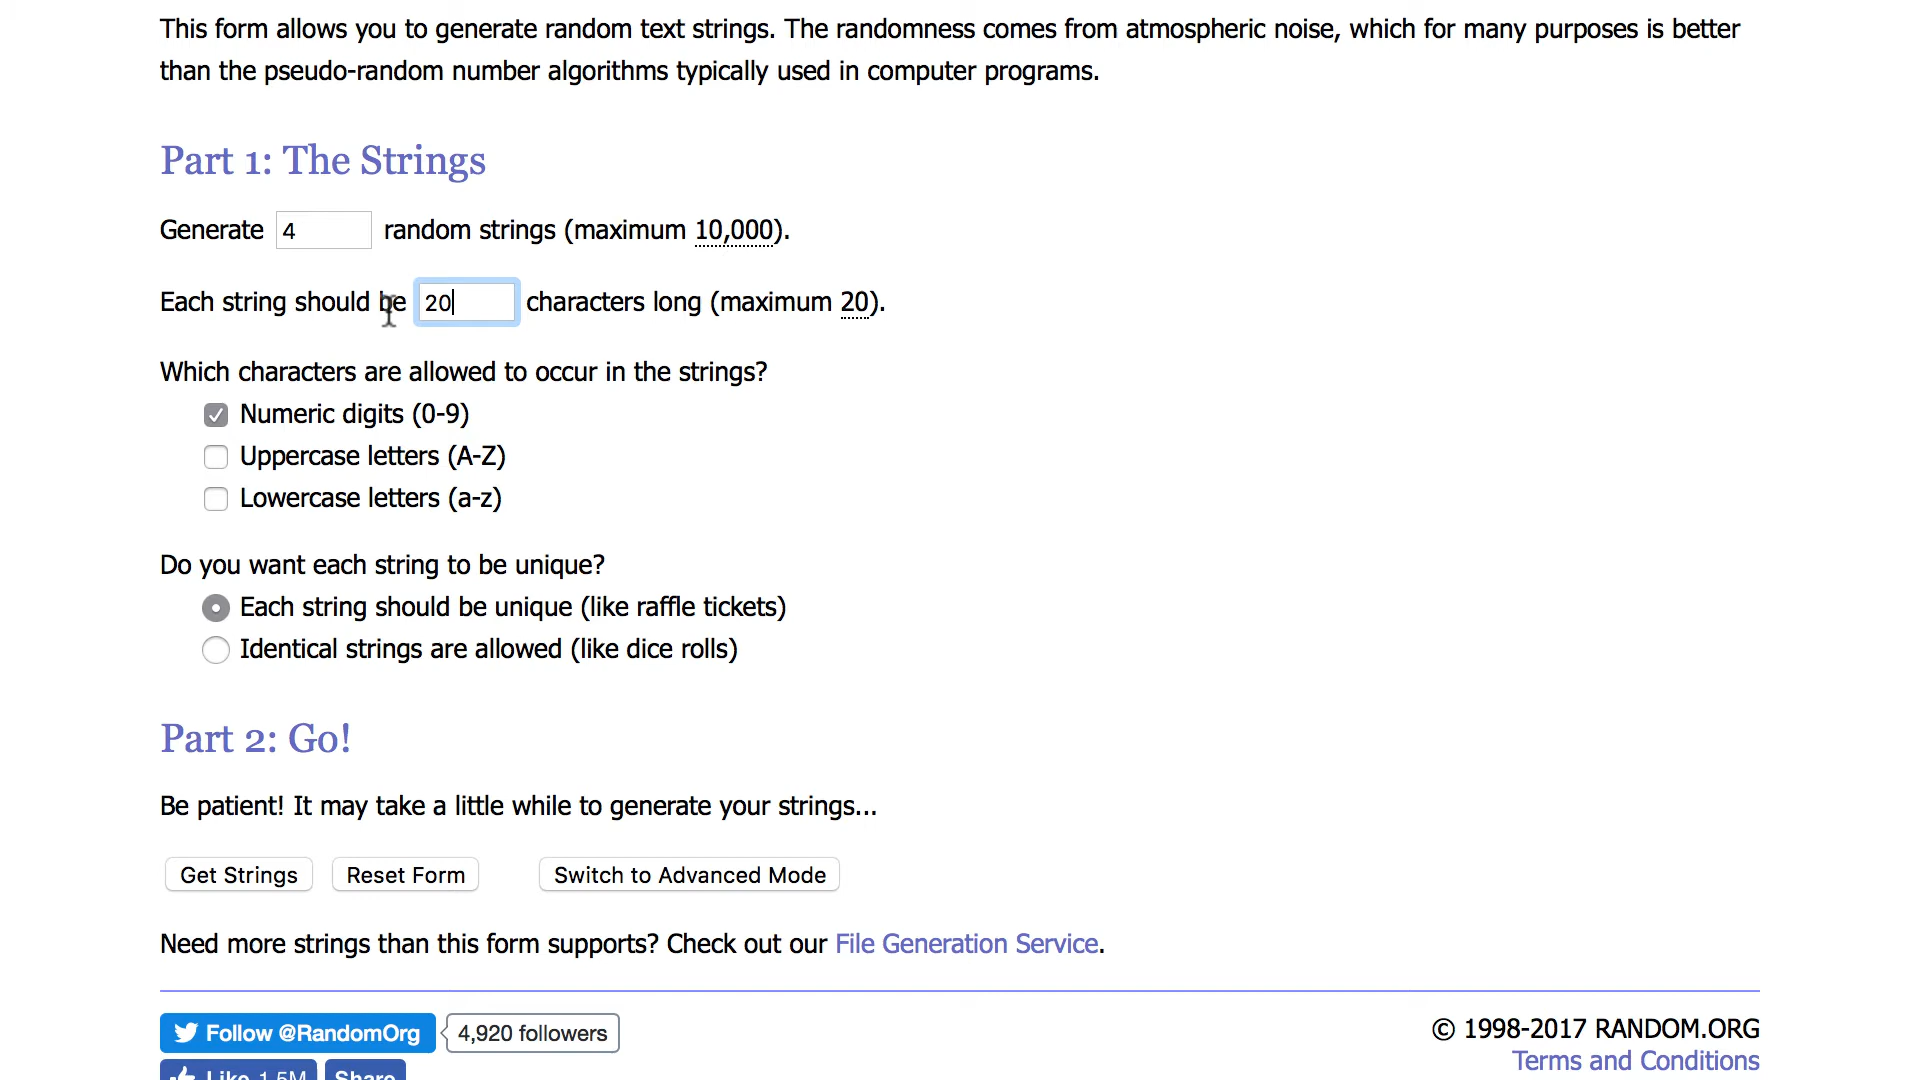 This form allows you to generate random text strings. The randomness comes from atmospheric noise, which for many purposes is better
than the pseudo-random number algorithms typically used in computer programs.
Part 1: The Strings
Generate 4 random strings (maximum 10,000).
Each string should be 20 characters long (maximum 20).
Which characters are allowed to occur in the strings?
Numeric digits (0-9)
Uppercase letters (A-Z)
Lowercase letters (a-z)
Do you want each string to be unique?
Each string should be unique (like raffle tickets)
Identical strings are allowed (like dice rolls)
Part 2: Go!
Be patient! It may take a little while to generate your strings...
Get Strings Reset Form Switch to Advanced Mode
Need more strings than this form supports? Check out our File Generation Service.
Follow @RandomOrg 4,920 followers © 1998-2017 RANDOM.ORG
Like 1.5M Share Terms and Conditions